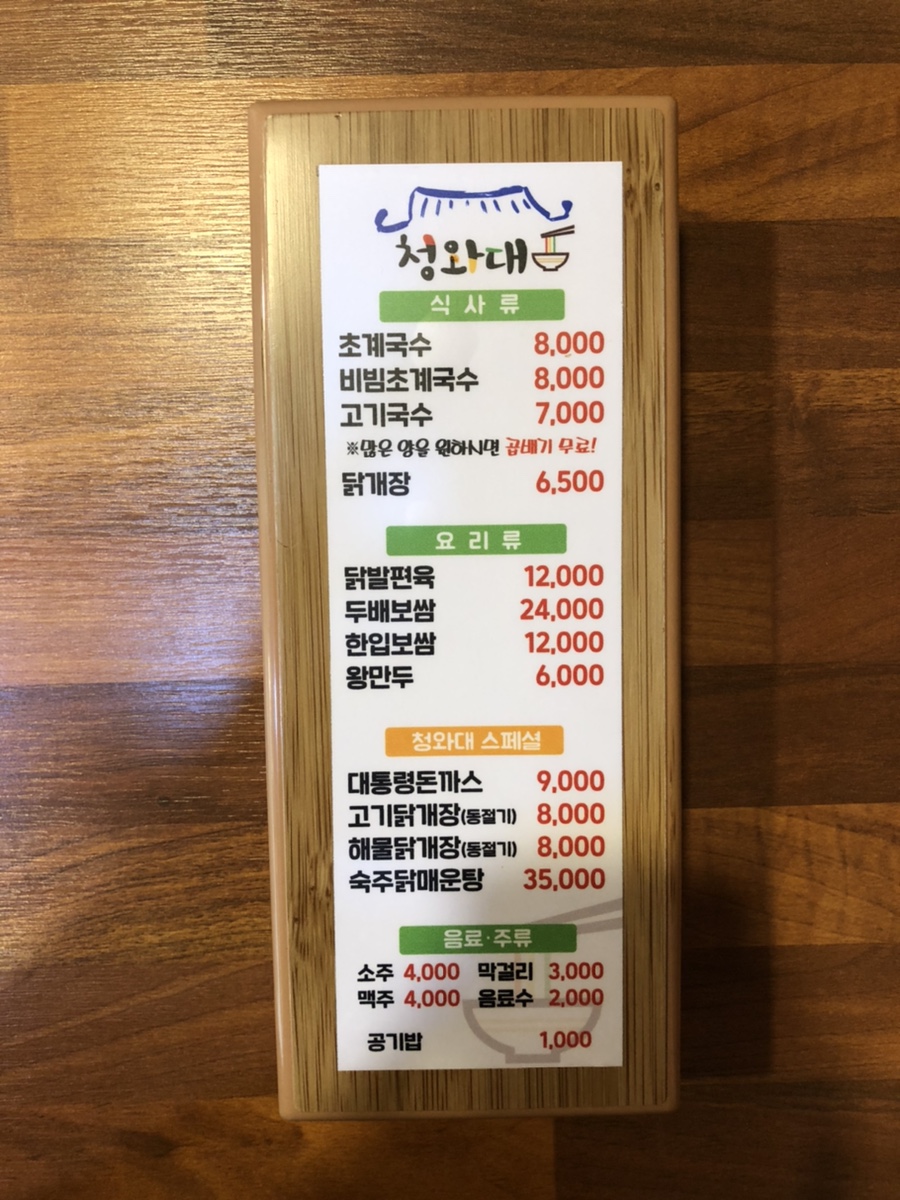 청와대
식 사 류
초계국수 8,000
비빔초계국수 8,000
고기국수 7,000
※많은 양을 원하시면 곱배기 무료!
닭개장 6,500
요 리 류
닭발편육 12,000
두배보쌈 24,000
한입보쌈 12,000
왕만두 6,000
청와대 스페셜
대통령돈까스 9,000
고기닭개장(동절기) 8,000
해물닭개장(동절기) 8,000
숙주닭매운탕 35,000
음료·주류
소주 4,000 막걸리 3,000
맥주 4,000 음료수 2,000
공기밥 1,000